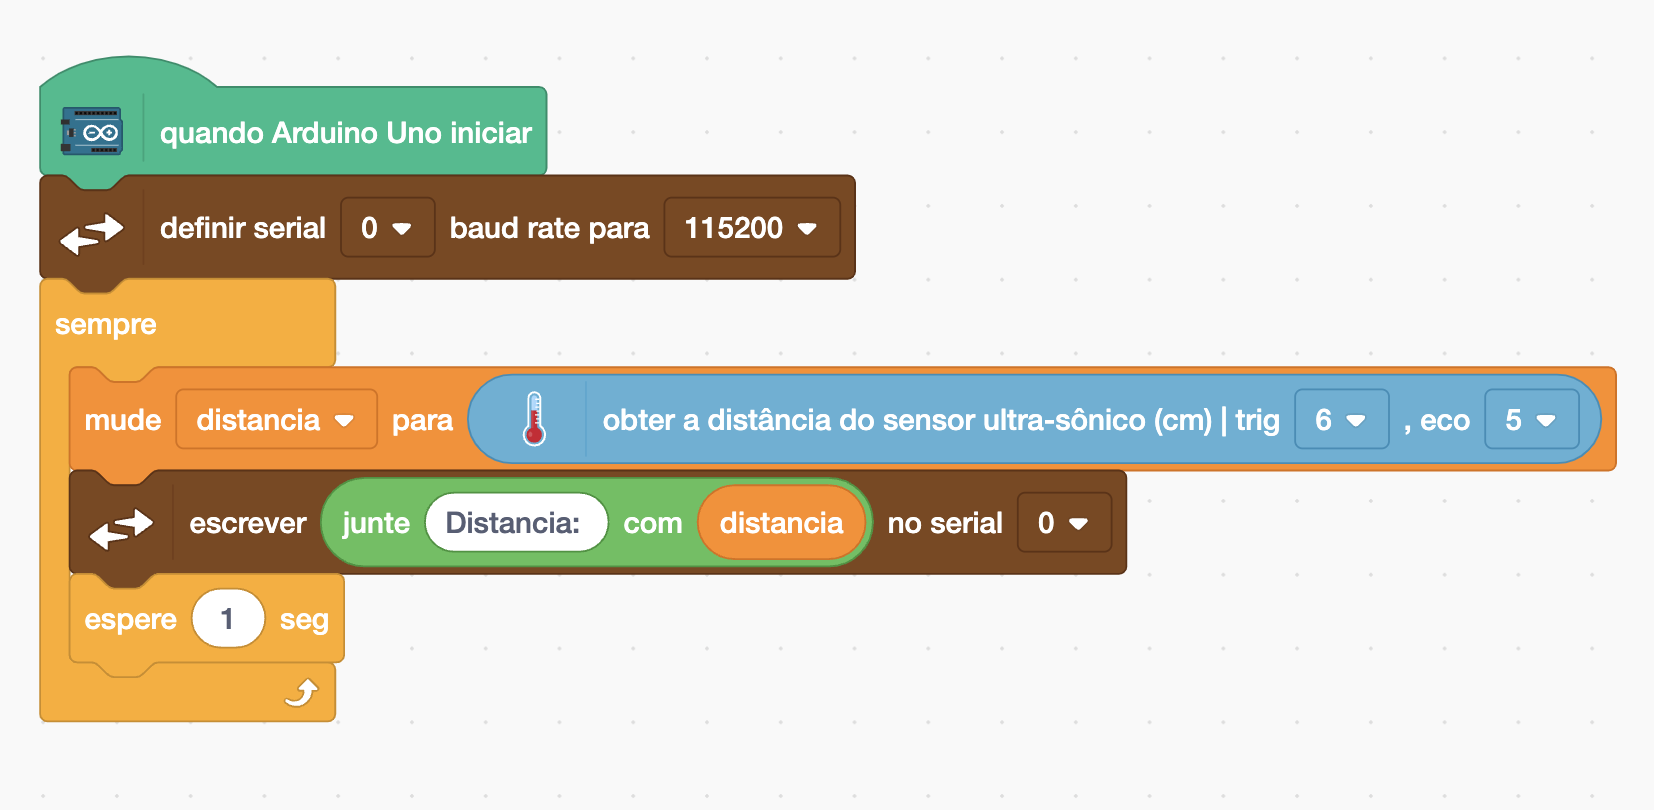 quando Arduino Uno iniciar
definir serial 0 baud rate para 115200
sempre
mude distancia para obter a distância do sensor ultra-sônico (cm) | trig 6 , eco 5
escrever junte Distancia: com distancia no serial 0
espere 1 seg